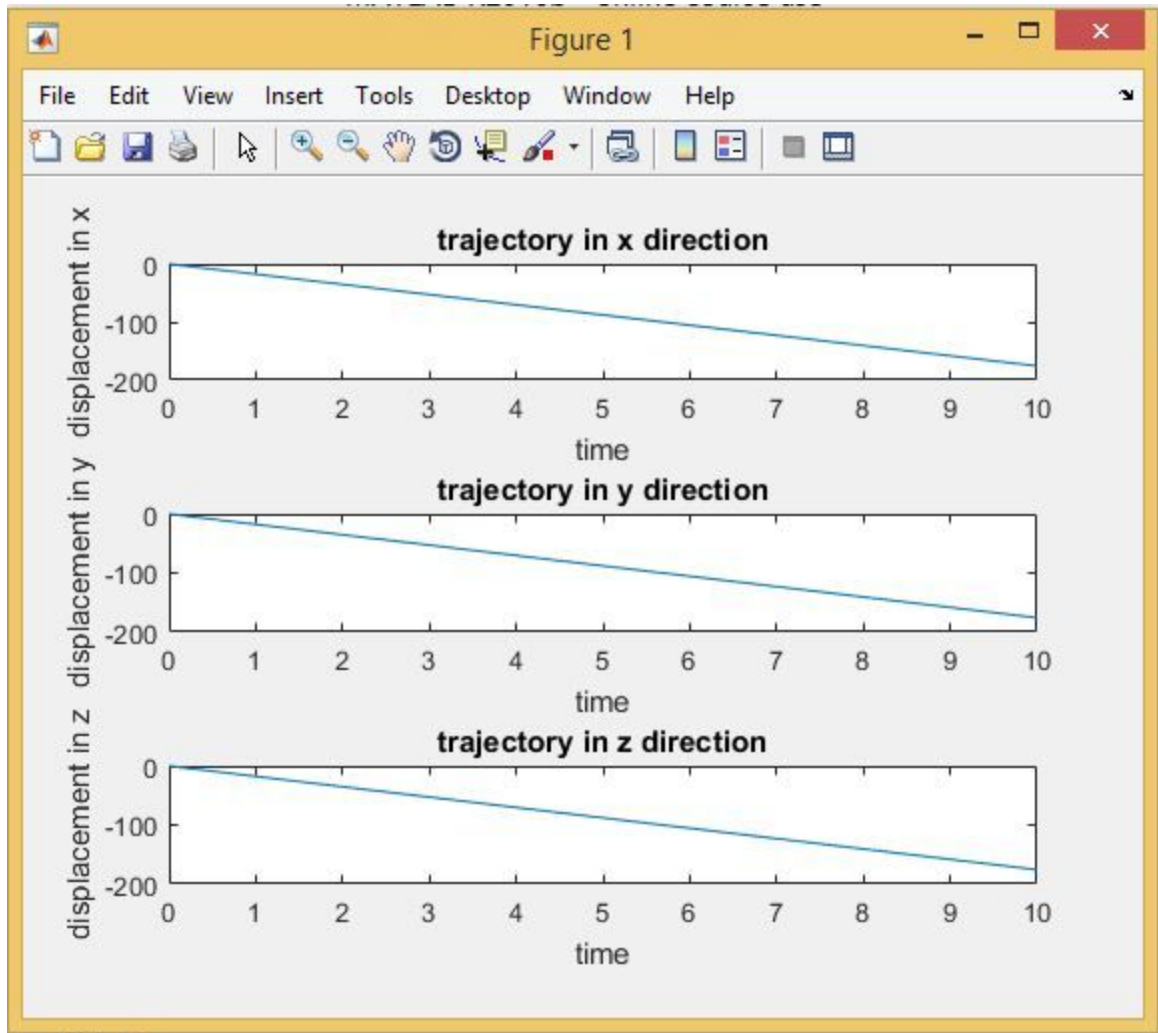 Figure 1
File Edit View Insert Tools Desktop Window Help
trajectory in x direction
displacement in x
0
-100
-200
0 1 2 3 4 5 6 7 8 9 10
time
trajectory in y direction
displacement in y
0
-100
-200
0 1 2 3 4 5 6 7 8 9 10
time
trajectory in z direction
displacement in z
0
-100
-200
0 1 2 3 4 5 6 7 8 9 10
time